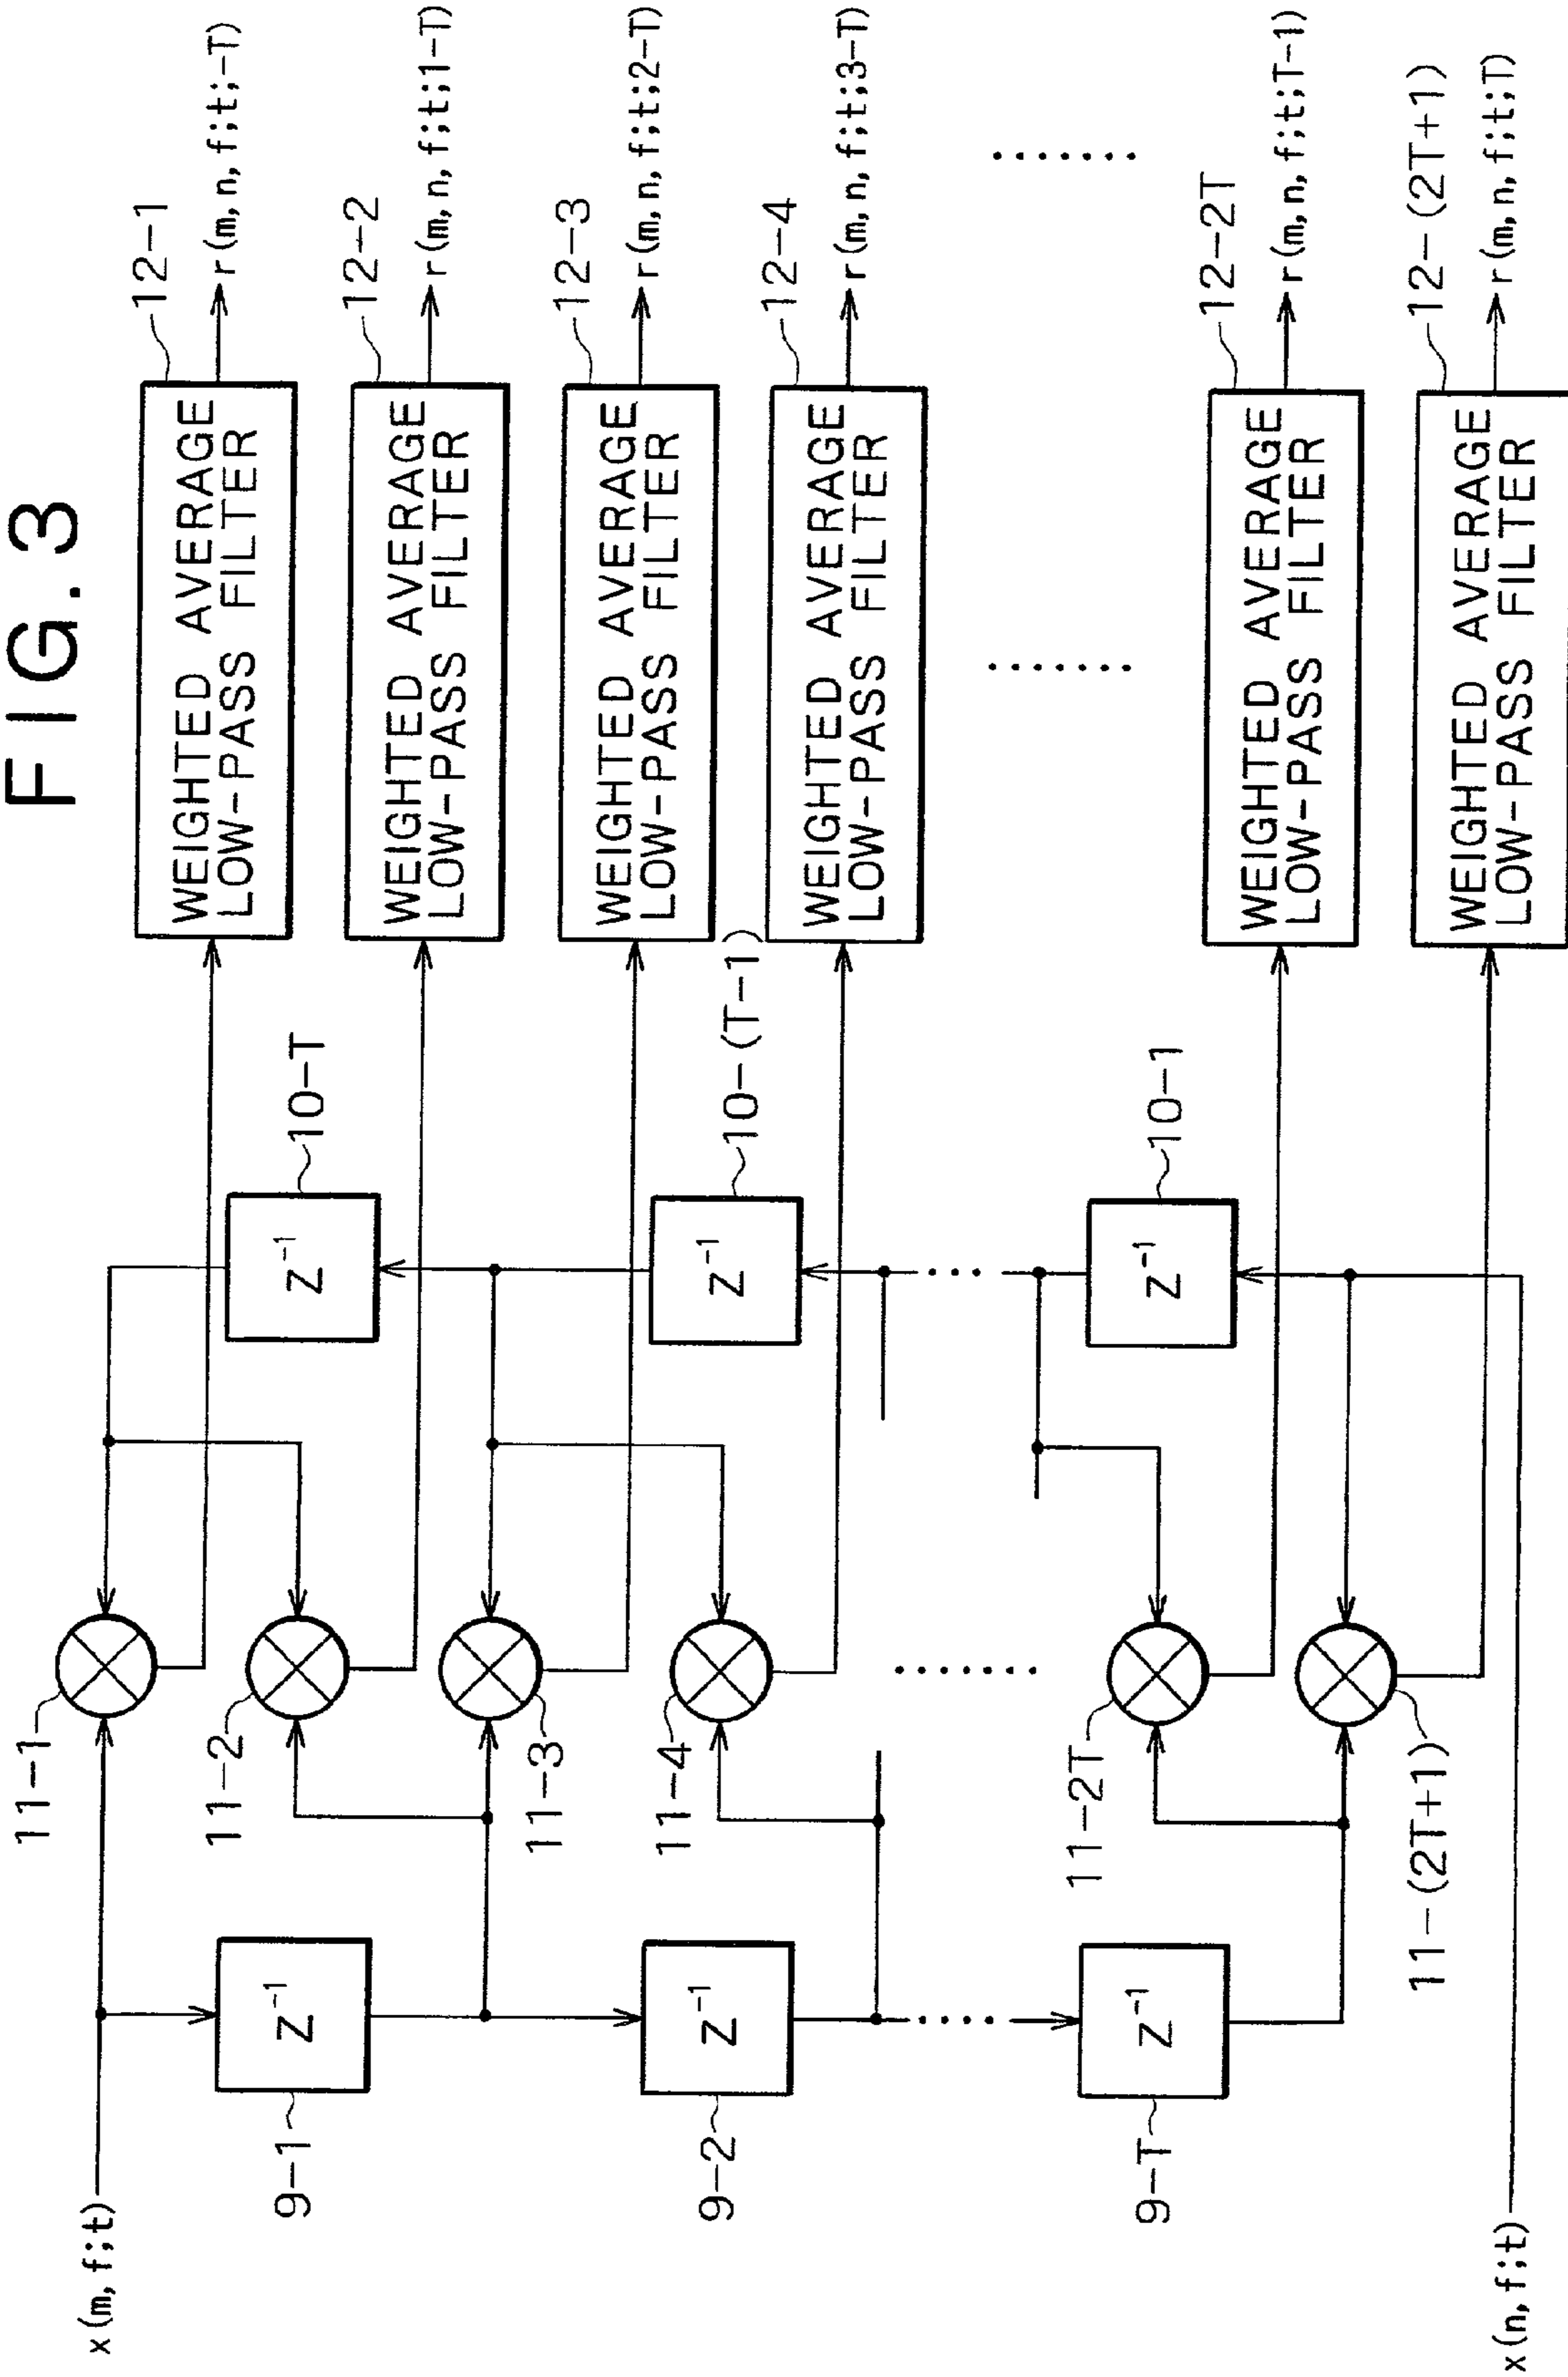 FIG. 3
x(m, f;t)
x(n, f;t)
9-1
Z⁻¹
9-2
Z⁻¹
9-T
Z⁻¹
11-1
11-2
11-3
11-4
11-2T
11-(2T+1)
Z⁻¹
10-T
Z⁻¹
10-(T-1)
Z⁻¹
10-1
WEIGHTED AVERAGE
LOW-PASS FILTER
12-1
r(m, n, f;t;-T)
WEIGHTED AVERAGE
LOW-PASS FILTER
12-2
r(m, n, f;t;1-T)
WEIGHTED AVERAGE
LOW-PASS FILTER
12-3
r(m, n, f;t;2-T)
WEIGHTED AVERAGE
LOW-PASS FILTER
12-4
r(m, n, f;t;3-T)
WEIGHTED AVERAGE
LOW-PASS FILTER
12-2T
r(m, n, f;t;T-1)
WEIGHTED AVERAGE
LOW-PASS FILTER
12-(2T+1)
r(m, n, f;t;T)